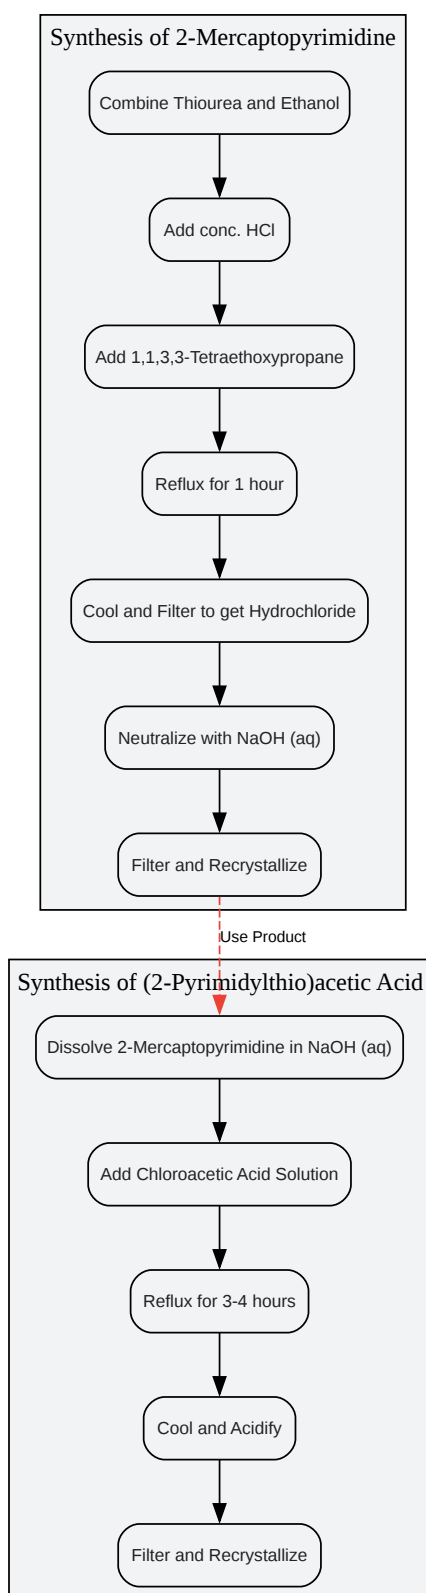 Synthesis of 2-Mercaptopyrimidine
Combine Thiourea and Ethanol
Add conc. HCl
Add 1,1,3,3-Tetraethoxypropane
Reflux for 1 hour
Cool and Filter to get Hydrochloride
Neutralize with NaOH (aq)
Filter and Recrystallize
Use Product
Synthesis of (2-Pyrimidylthio)acetic Acid
Dissolve 2-Mercaptopyrimidine in NaOH (aq)
Add Chloroacetic Acid Solution
Reflux for 3-4 hours
Cool and Acidify
Filter and Recrystallize